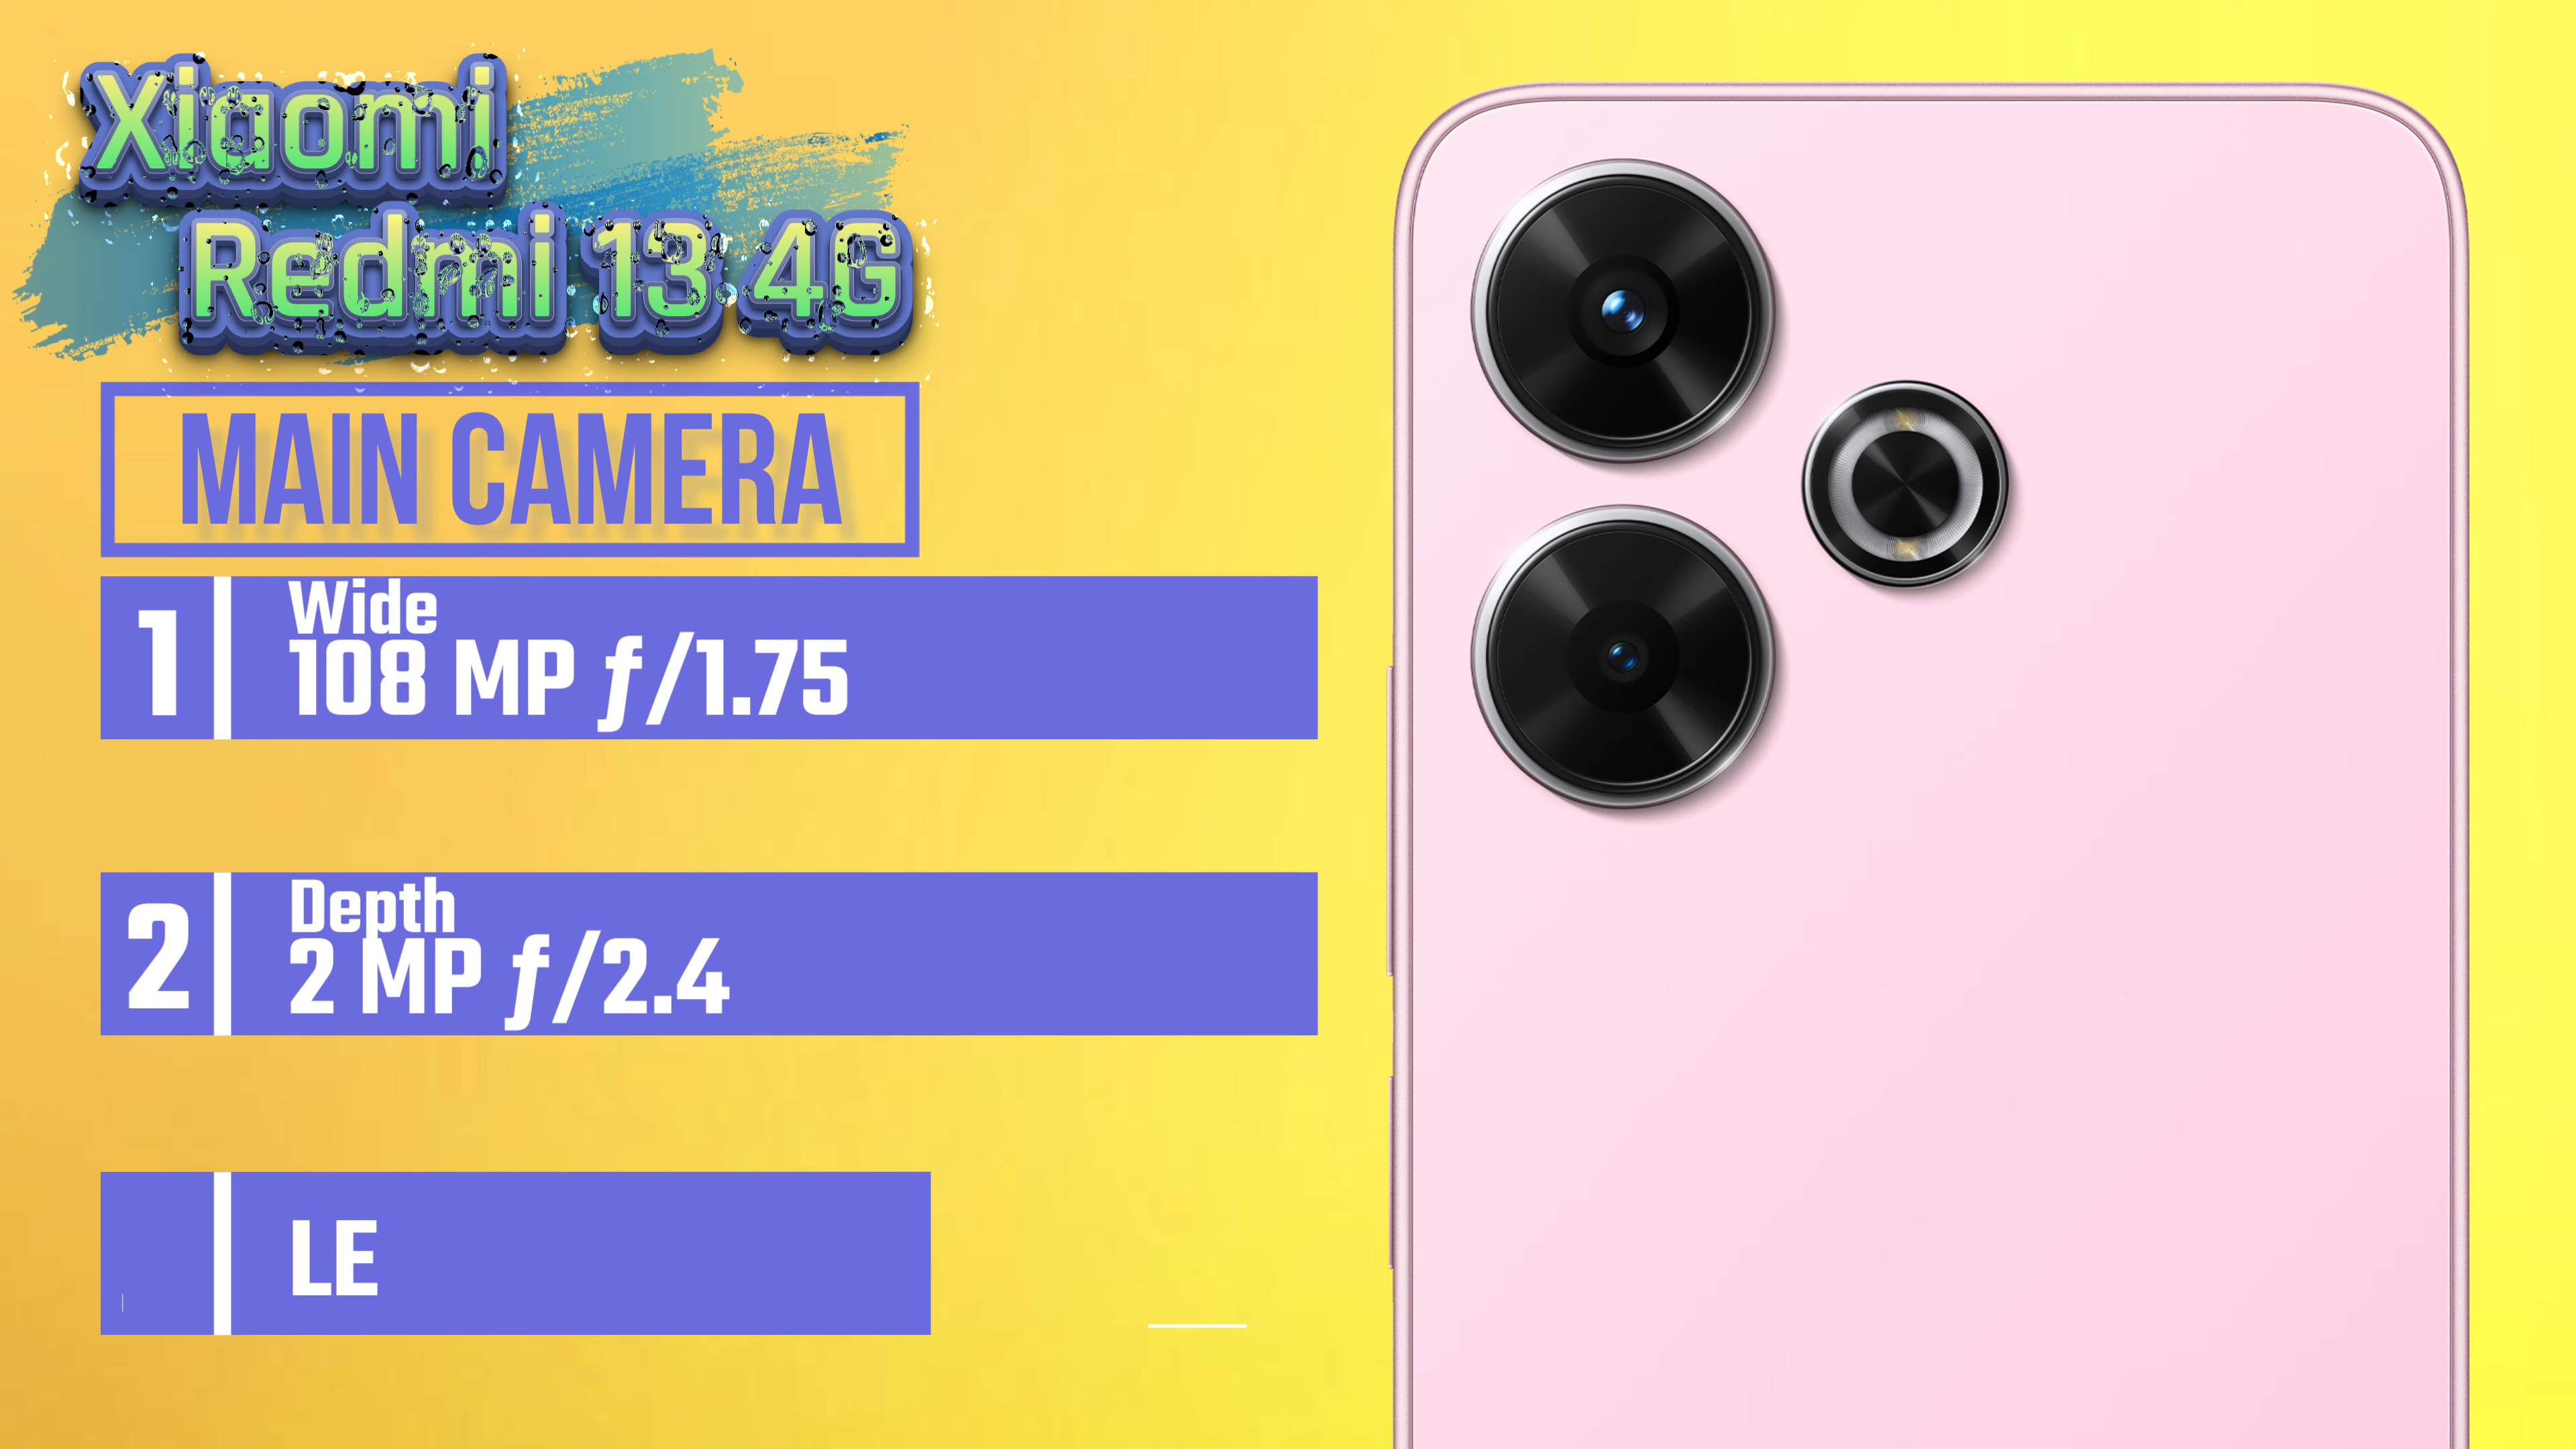 Xiaomi
Redmi 13 4G
MAIN CAMERA
1
Wide
108 MP ƒ/1.75
2
Depth
2 MP ƒ/2.4
LE